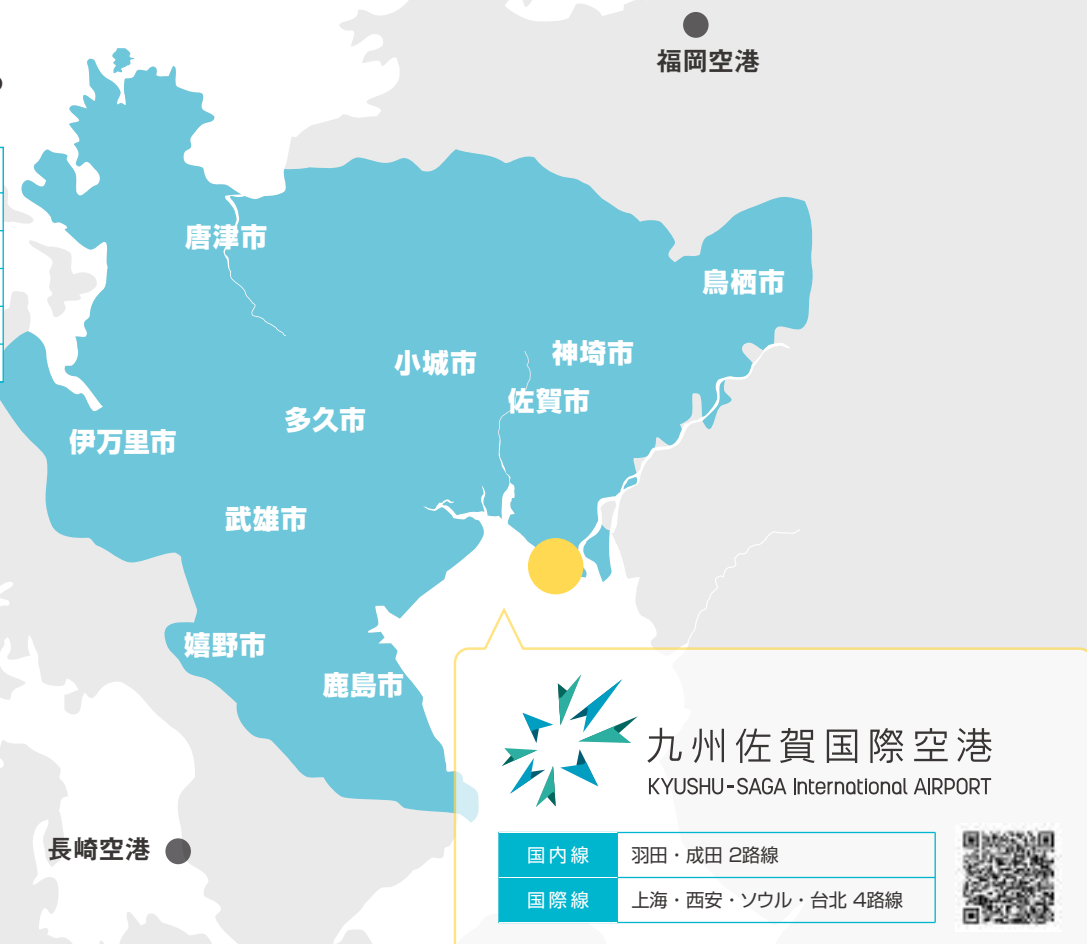 福岡空港
唐津市
鳥栖市
小城市
神埼市
佐賀市
多久市
伊万里市
武雄市
嬉野市
鹿島市
長崎空港
九州佐賀国際空港
KYUSHU-SAGA International AIRPORT
国内線 羽田・成田 2路線
国際線 上海・西安・ソウル・台北 4路線